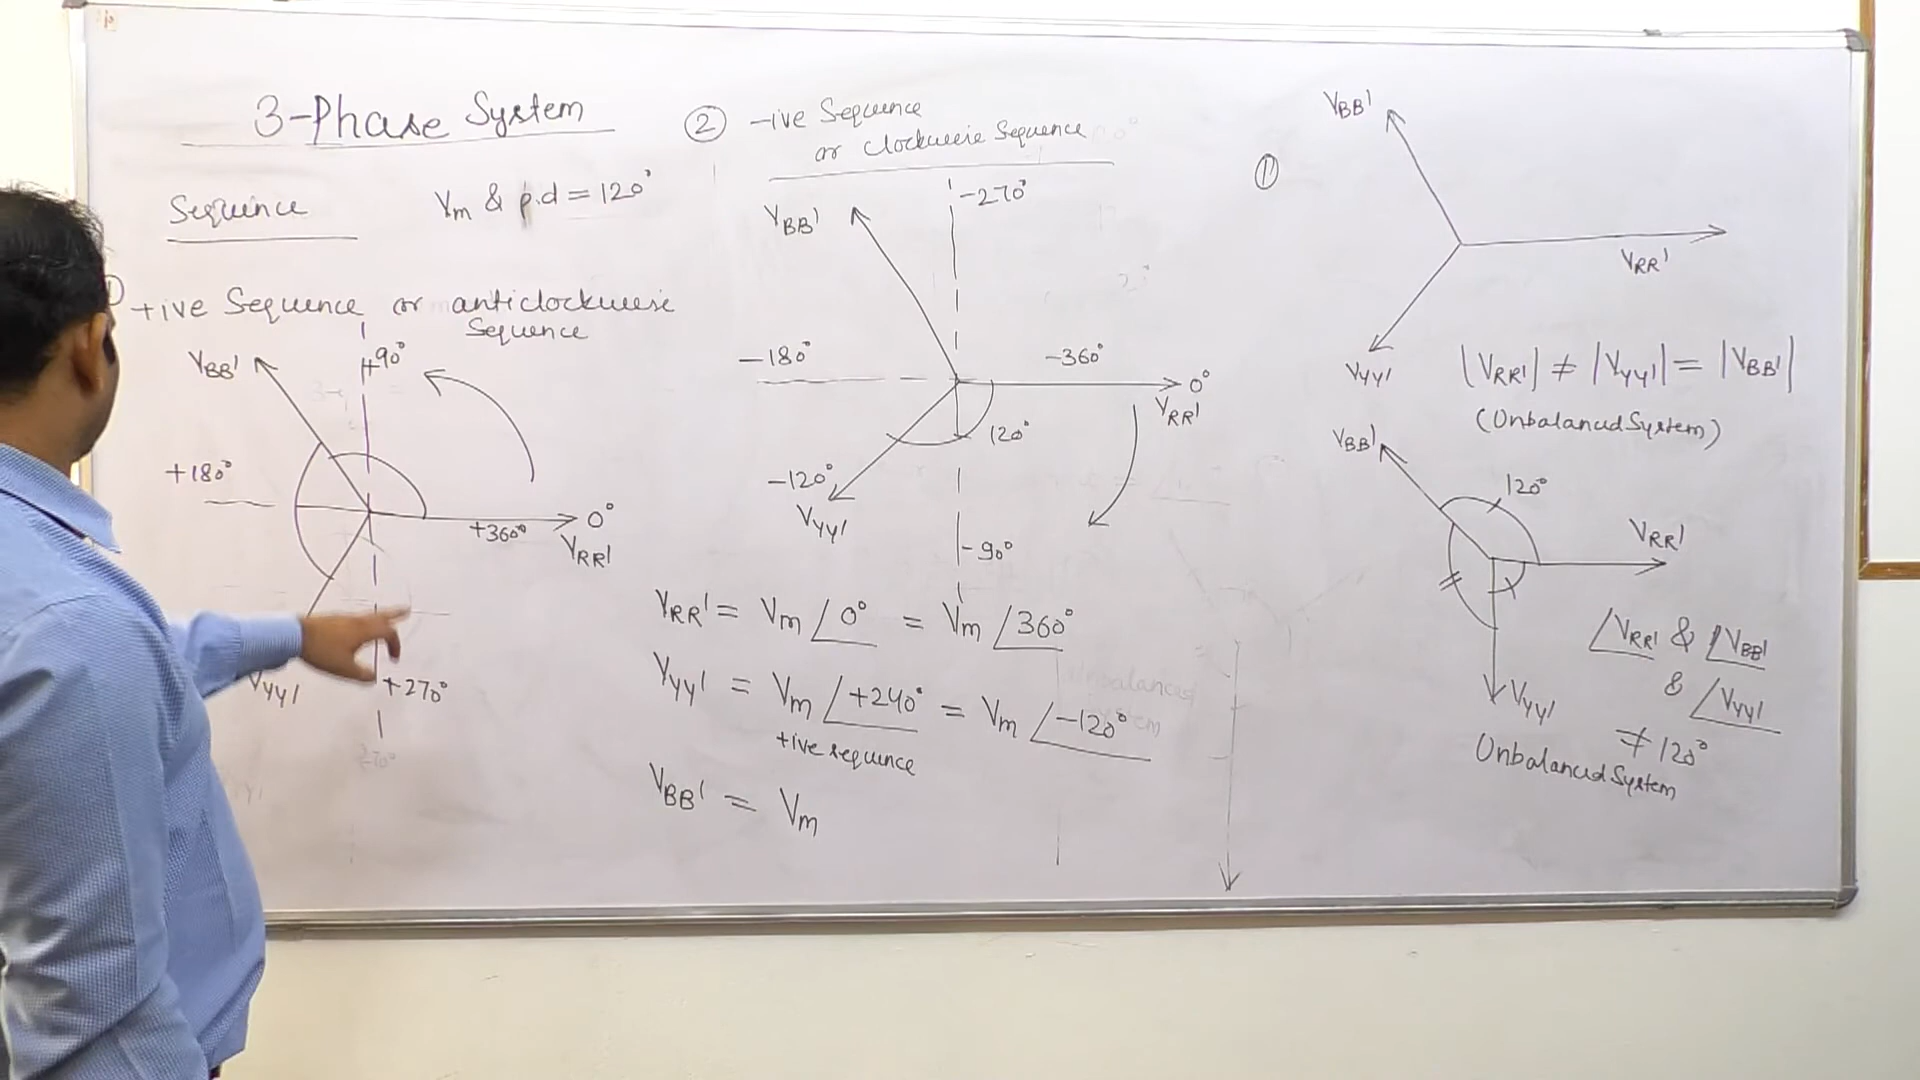 3-Phase System
Sequence
Vm & p.d = 120°
+ive Sequence or anticlockwise
Sequence
VBB'
+90°
+180°
0°
+360°
VRR'
VYY'
+270°
② -ive Sequence
or clockwise Sequence
-270°
VBB'
-180°
-360°
0°
VRR'
120°
-120°
VYY'
-90°
VRR' = Vm ∠0° = Vm ∠360°
VYY' = Vm ∠+240° = Vm ∠-120°
+ive sequence
VBB' = Vm
①
VBB'
VRR'
VYY'
|VRR'| ≠ |VYY'| = |VBB'|
(Unbalanced System)
VBB'
120°
VRR'
∠VRR' & ∠VBB'
& ∠VYY'
≠ 120°
VYY'
Unbalanced System